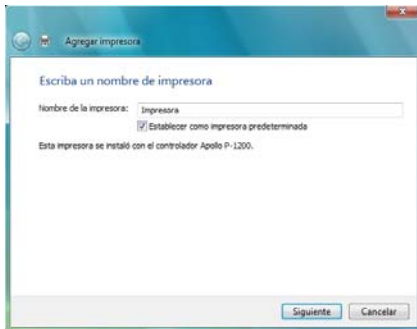 Agregar impresora
Escriba un nombre de impresora
Nombre de la impresora: Impresora
Establecer como impresora predeterminada
Esta impresora se instaló con el controlador Apollo P-1200.
Siguiente Cancelar